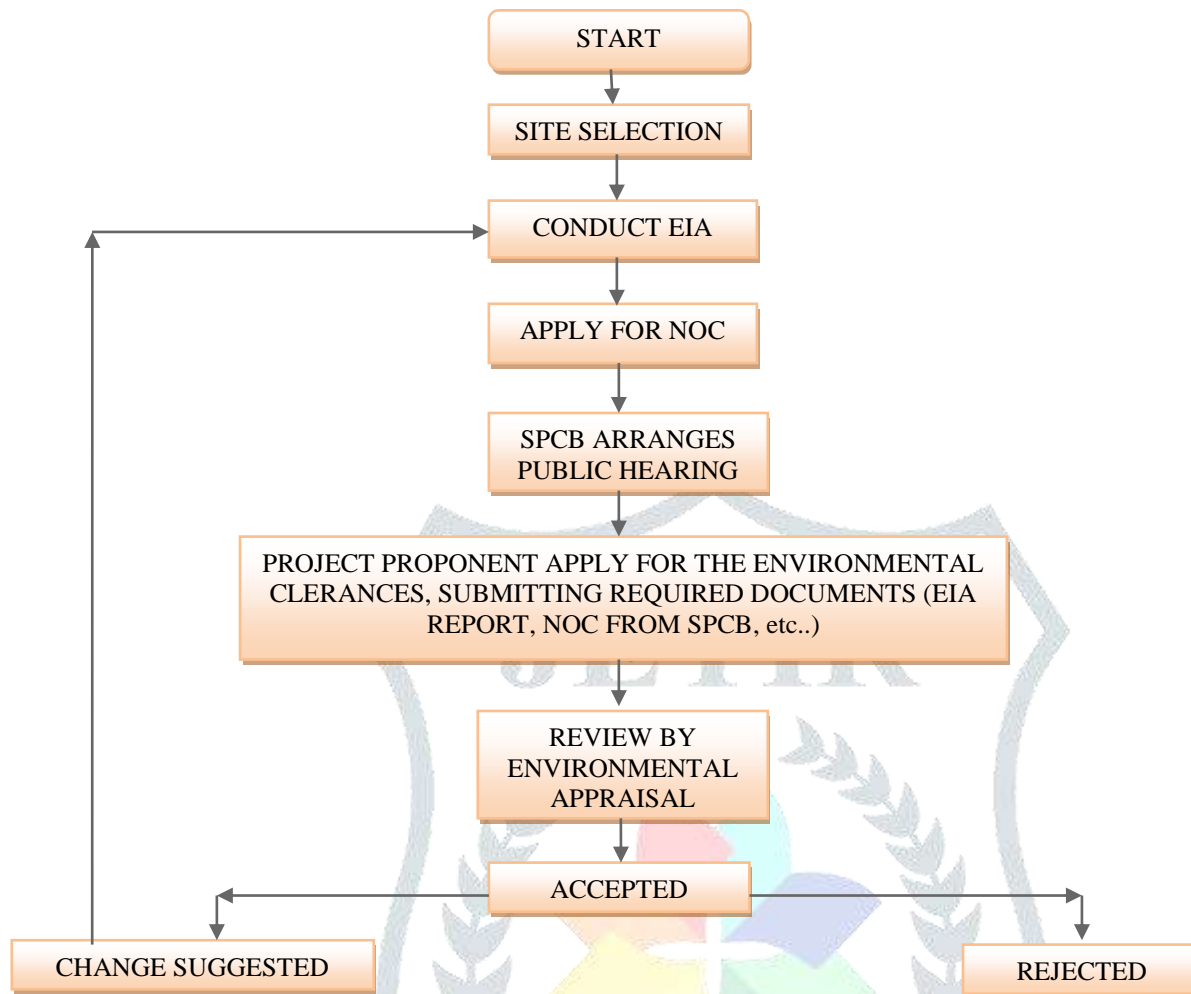 START
SITE SELECTION
CONDUCT EIA
APPLY FOR NOC
SPCB ARRANGES
PUBLIC HEARING
PROJECT PROPONENT APPLY FOR THE ENVIRONMENTAL
CLERANCES, SUBMITTING REQUIRED DOCUMENTS (EIA
REPORT, NOC FROM SPCB, etc..)
JETIR
REVIEW BY
ENVIRONMENTAL
APPRAISAL
ACCEPTED
CHANGE SUGGESTED
REJECTED